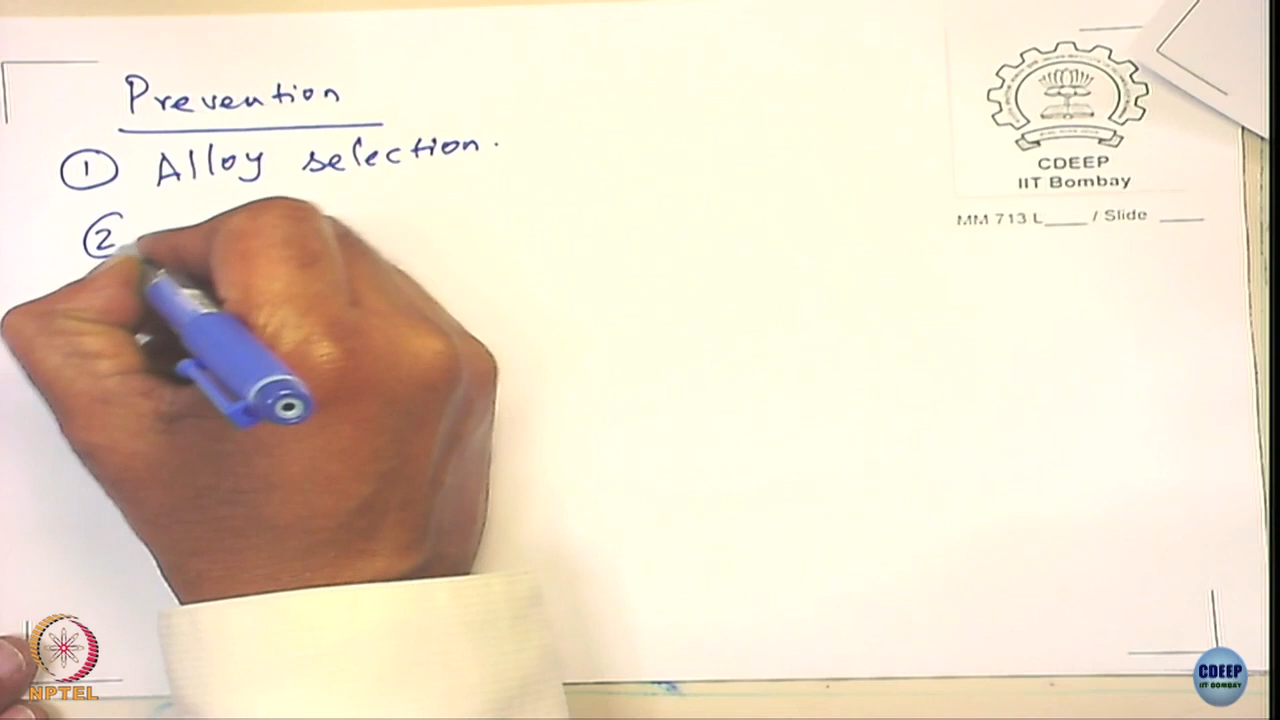 Prevention
① Alloy selection.
②
CDEEP
IIT Bombay
MM 713 L____ / Slide ____
NPTEL
CDEEP
IIT BOMBAY